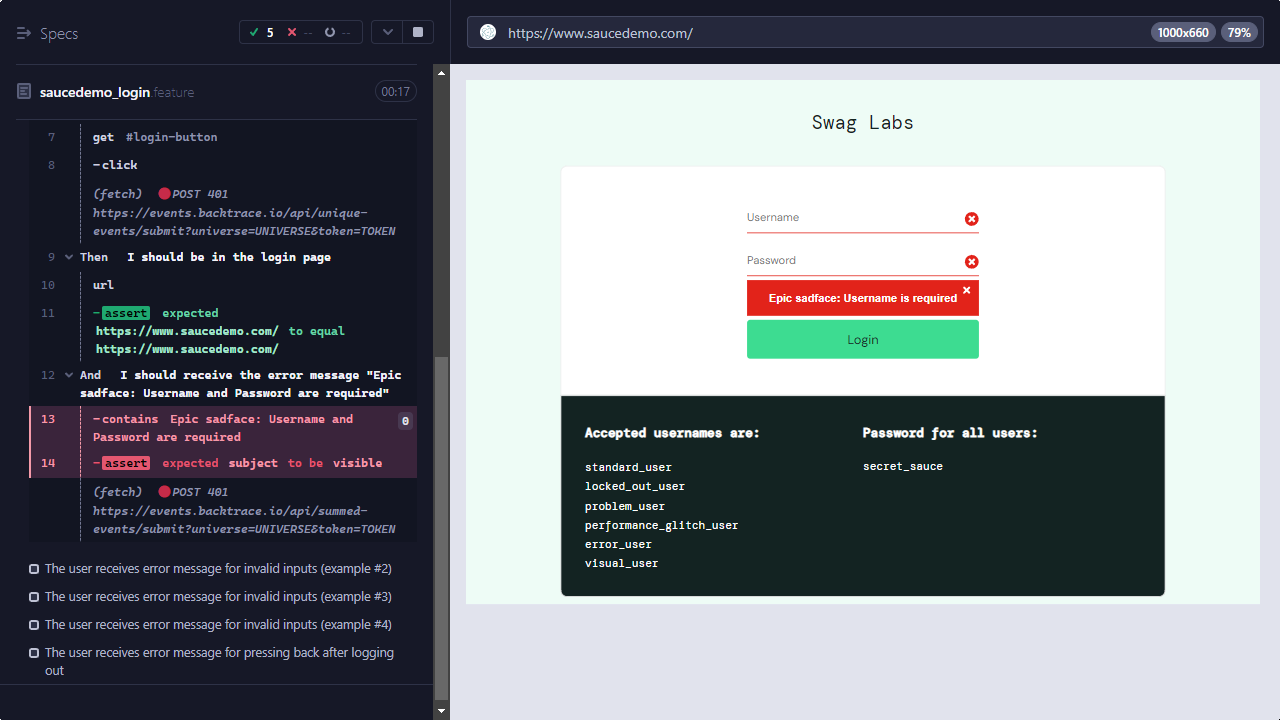 Specs
5
--
--
saucedemo_login feature
00:17
7 get #login-button
8 -click
(fetch) POST 401
https://events.backtrace.io/api/unique-
events/submit?universe=UNIVERSE&token=TOKEN
9 Then I should be in the login page
10 url
11 -assert expected
https://www.saucedemo.com/ to equal
https://www.saucedemo.com/
12 And I should receive the error message "Epic
sadface: Username and Password are required"
13 -contains Epic sadface: Username and 0
Password are required
14 -assert expected subject to be visible
(fetch) POST 401
https://events.backtrace.io/api/summed-
events/submit?universe=UNIVERSE&token=TOKEN
The user receives error message for invalid inputs (example #2)
The user receives error message for invalid inputs (example #3)
The user receives error message for invalid inputs (example #4)
The user receives error message for pressing back after logging
out
https://www.saucedemo.com/
1000x660
79%
Swag Labs
Username
Password
Epic sadface: Username is required
Login
Accepted usernames are:
standard_user
locked_out_user
problem_user
performance_glitch_user
error_user
visual_user
Password for all users:
secret_sauce